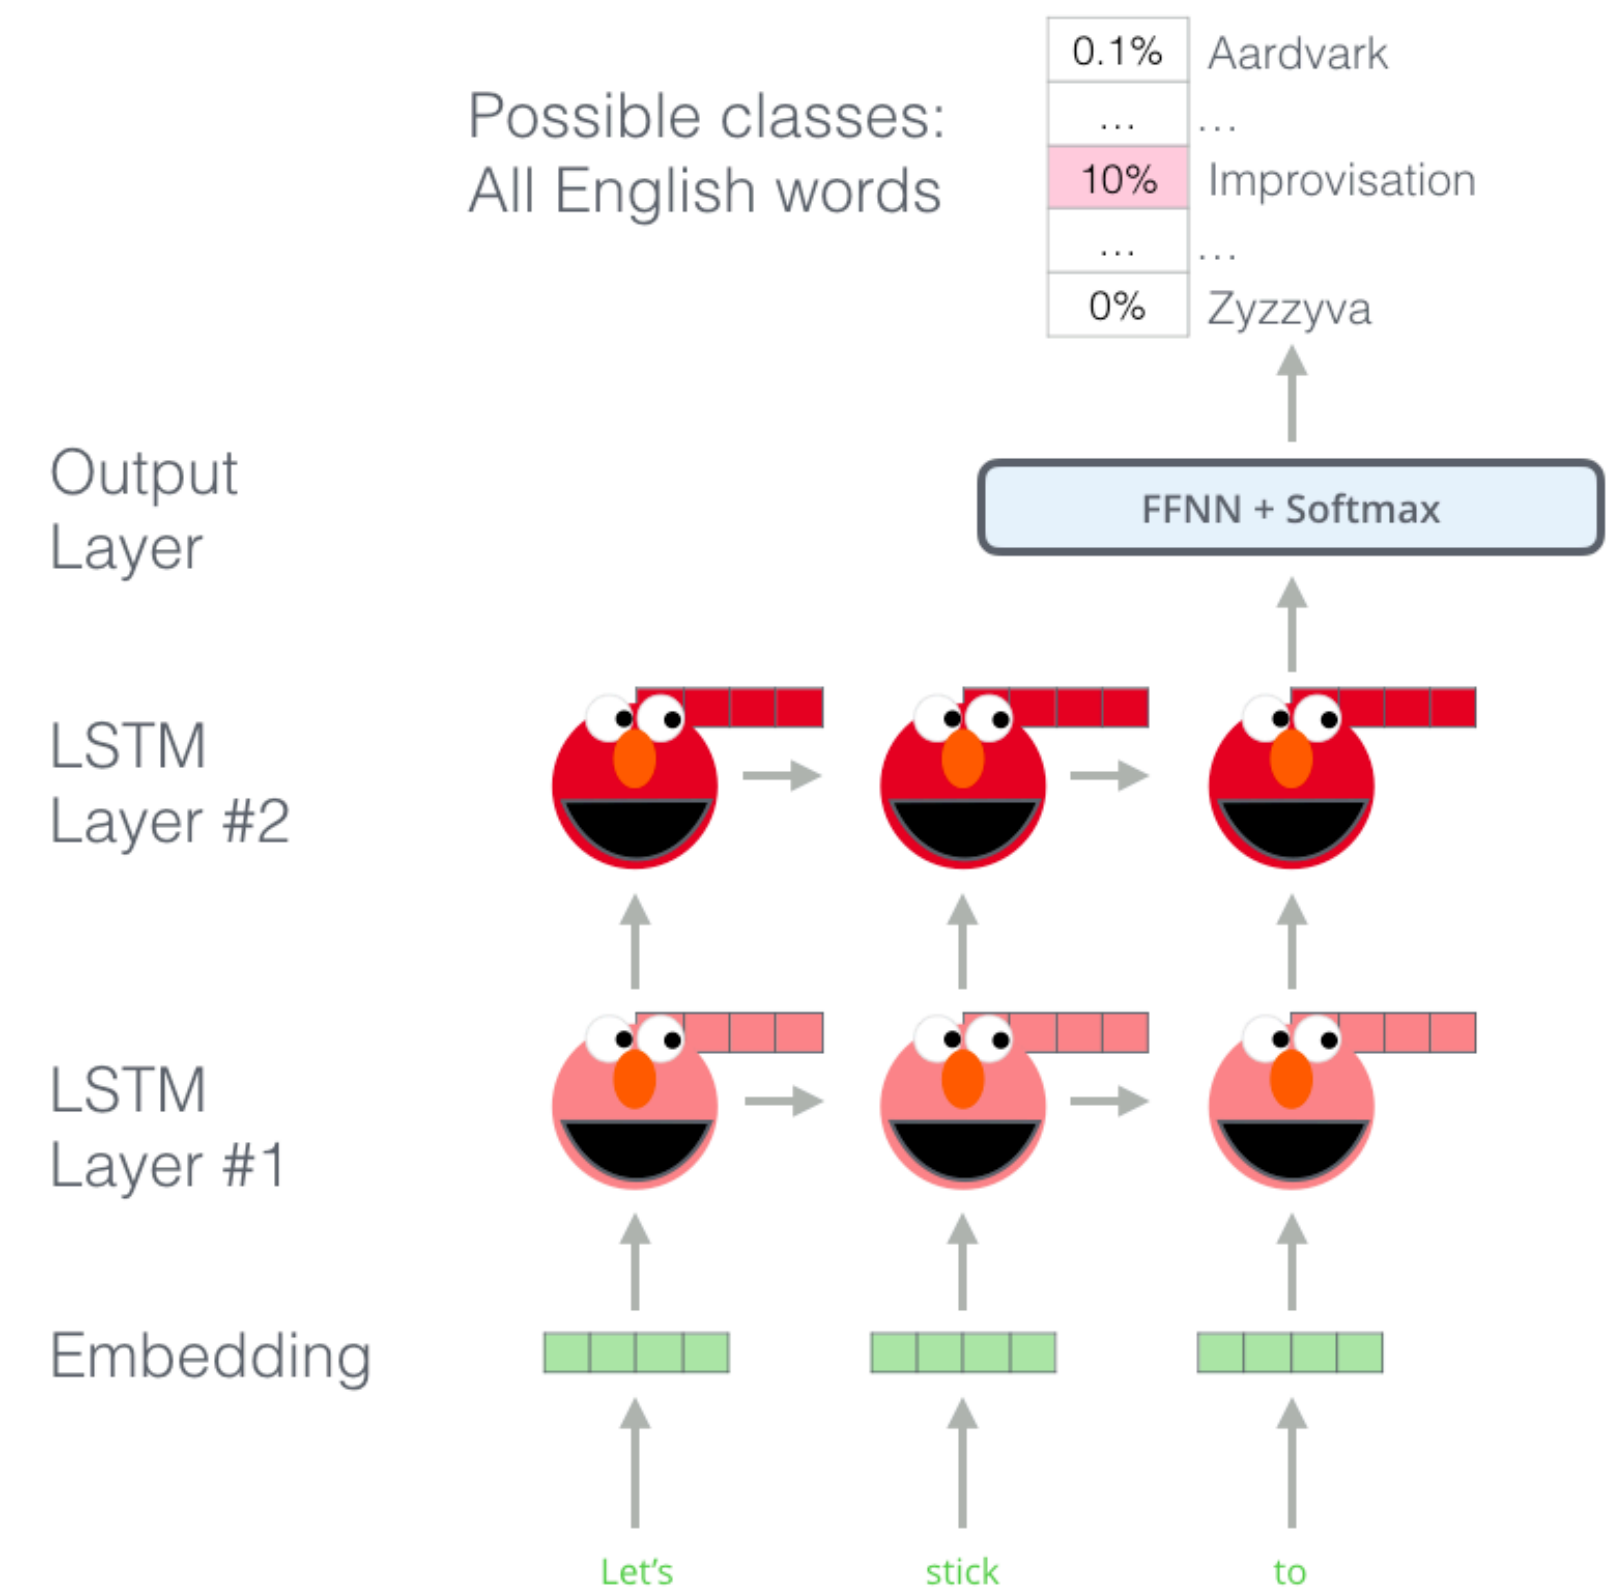 0.1% Aardvark
... ...
10% Improvisation
... ...
0% Zyzzyva
Possible classes:
All English words
Output
Layer
FFNN + Softmax
LSTM
Layer #2
LSTM
Layer #1
Embedding
Let's stick to